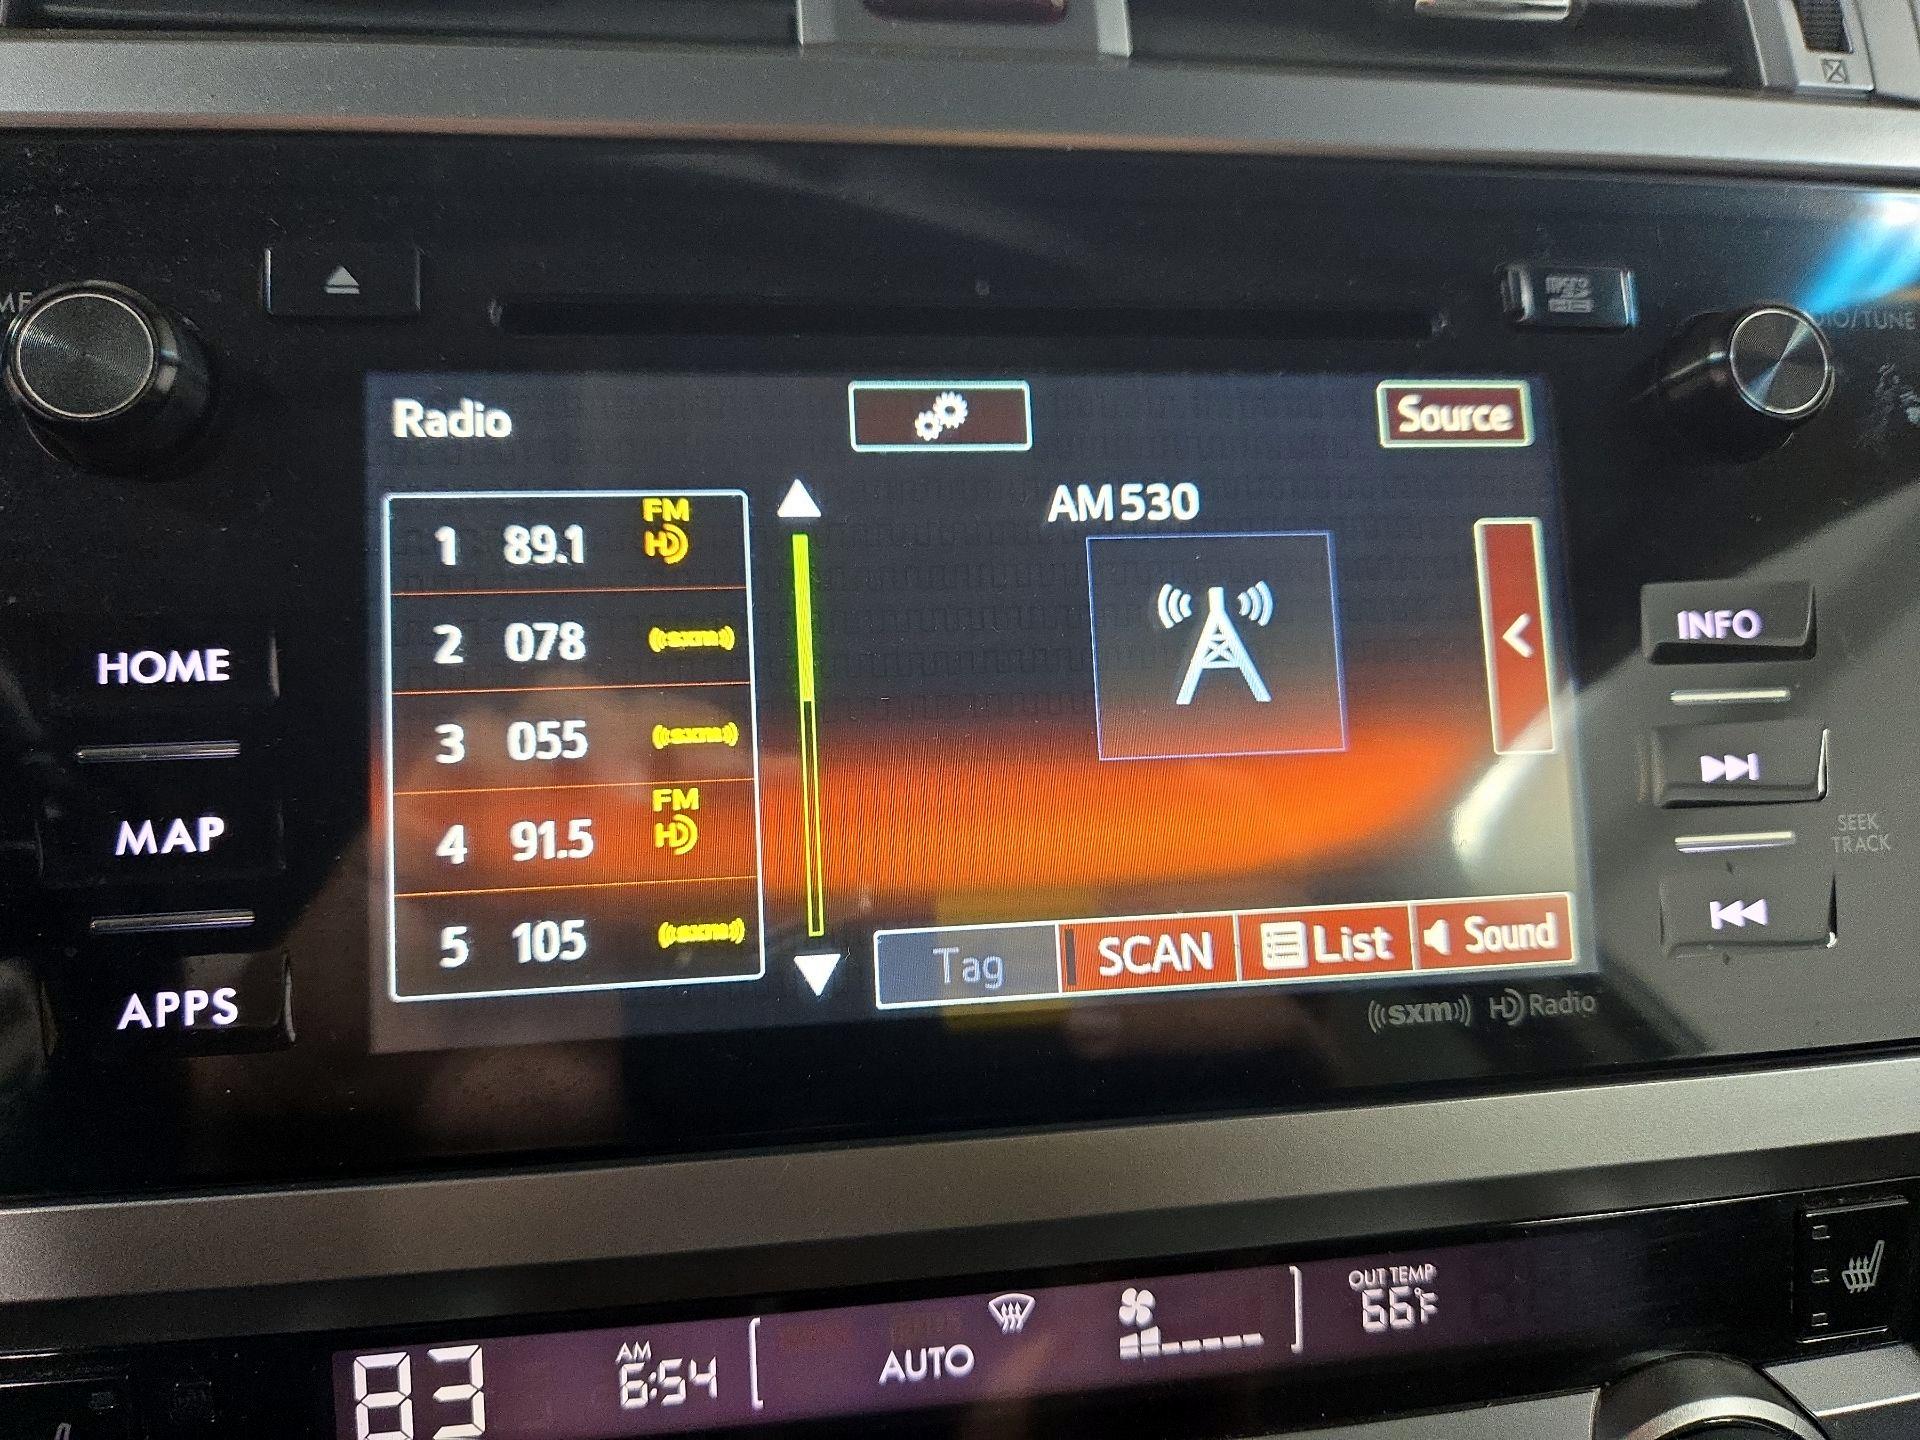 Radio
Source
AM 530
1 89.1 FM HD
2 078 ((sxm))
3 055 ((sxm))
4 91.5 FM HD
5 105 ((sxm))
Tag SCAN List Sound
((sxm)) HD Radio
HOME
MAP
APPS
INFO
SEEK
TRACK
83
AM
6:54
AUTO
OUT TEMP
66°F